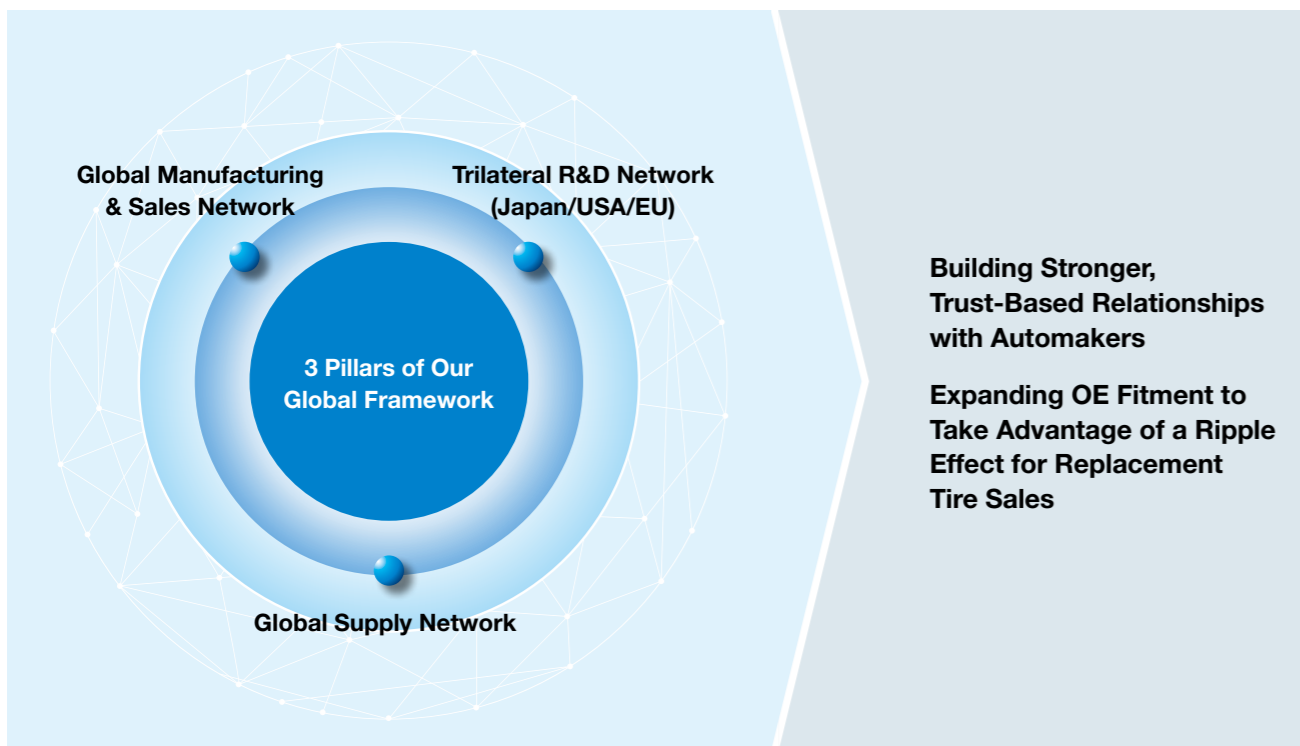 Global Manufacturing
& Sales Network
Trilateral R&D Network
(Japan/USA/EU)
3 Pillars of Our
Global Framework
Global Supply Network
Building Stronger,
Trust-Based Relationships
with Automakers
Expanding OE Fitment to
Take Advantage of a Ripple
Effect for Replacement
Tire Sales